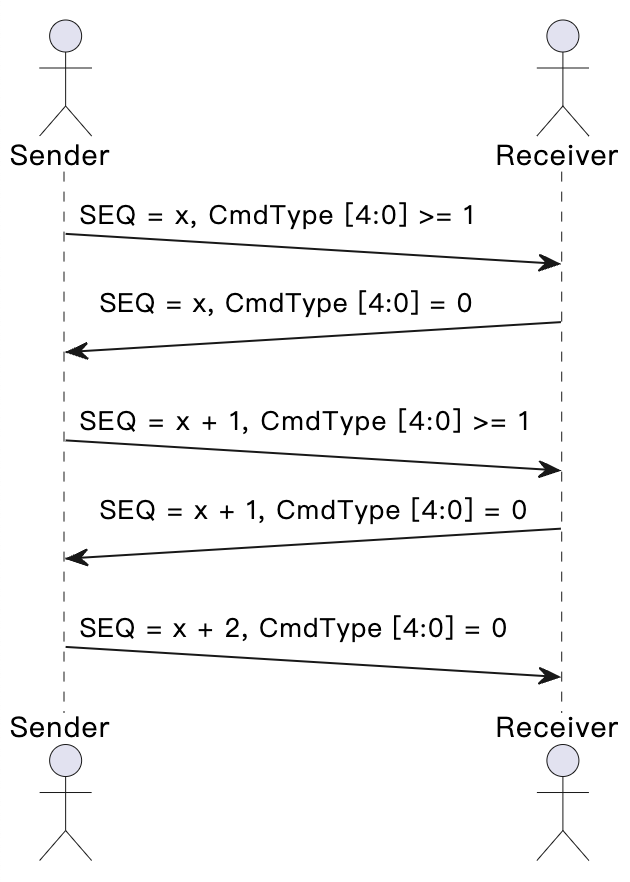 Sender
Receiver
SEQ = x, CmdType [4:0] >= 1
SEQ = x, CmdType [4:0] = 0
SEQ = x + 1, CmdType [4:0] >= 1
SEQ = x + 1, CmdType [4:0] = 0
SEQ = x + 2, CmdType [4:0] = 0
Sender
Receiver